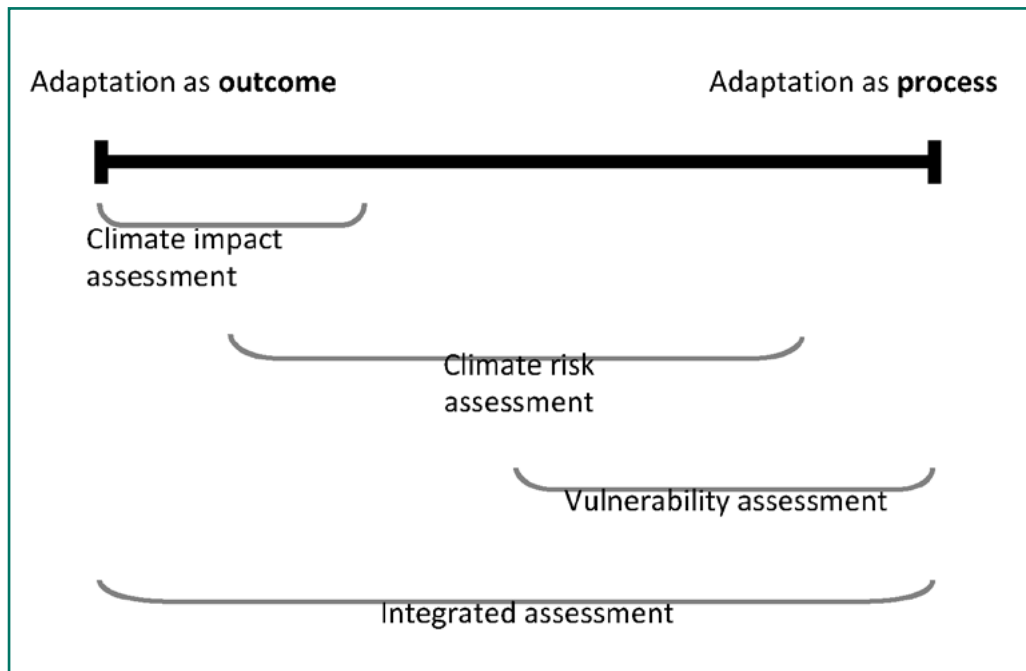 Adaptation as outcome
Adaptation as process
Climate impact
assessment
Climate risk
assessment
Vulnerability assessment
Integrated assessment